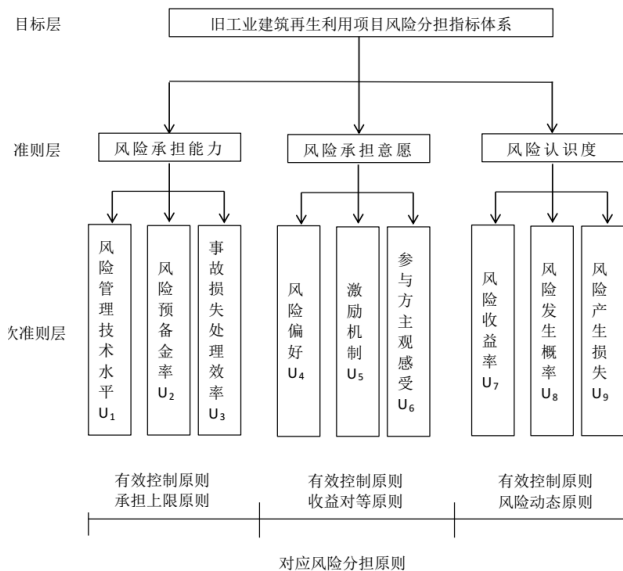 目标层
旧工业建筑再生利用项目风险分担指标体系
准则层
风险承担能力
风险承担意愿
风险认识度
次准则层
风险管理技术水平U₁
风险预备金率U₂
事故损失处理效率U₃
风险偏好U₄
激励机制U₅
参与方主观感受U₆
风险收益率U₇
风险发生概率U₈
风险产生损失U₉
有效控制原则
承担上限原则
有效控制原则
收益对等原则
有效控制原则
风险动态原则
对应风险分担原则